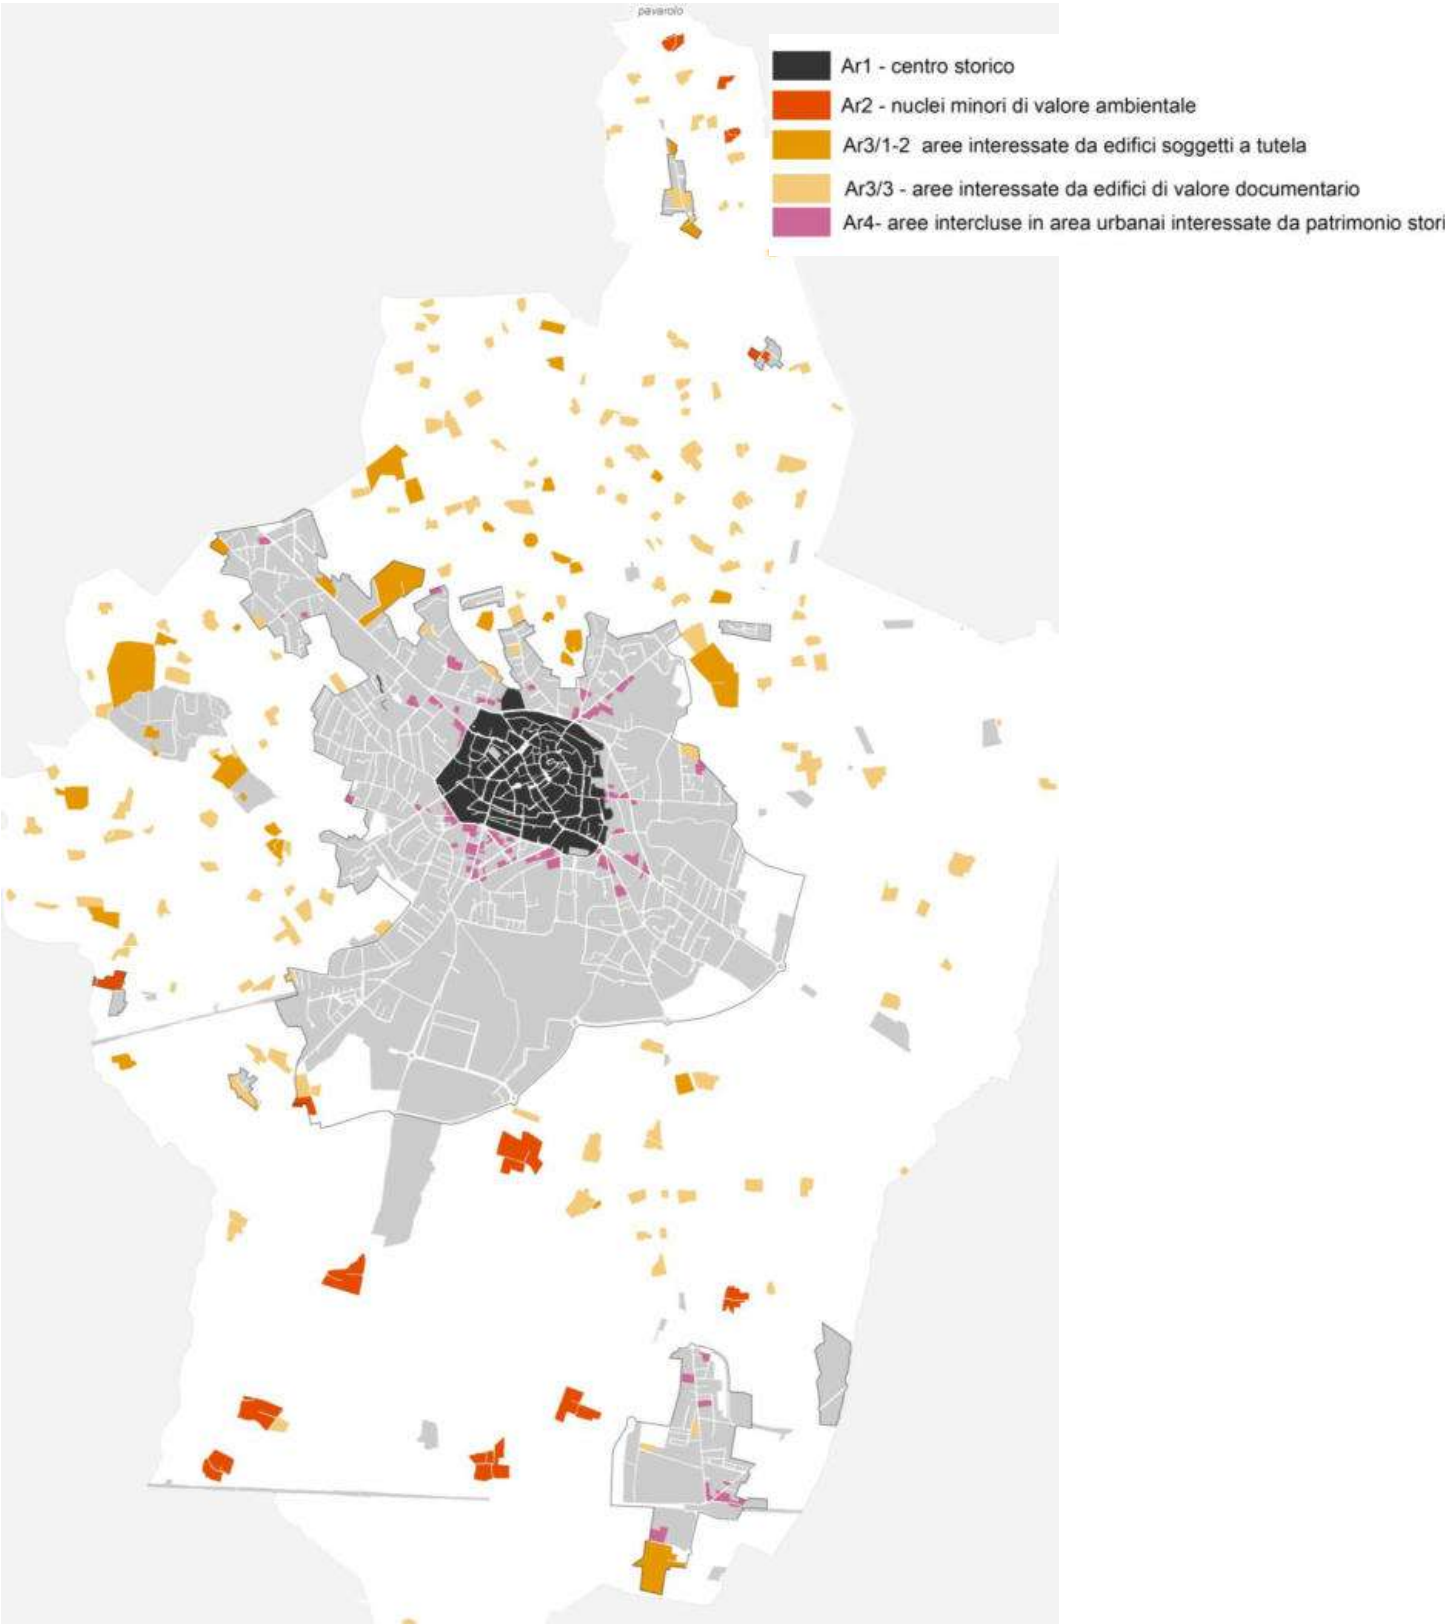 pavarolo
Ar1 - centro storico
Ar2 - nuclei minori di valore ambientale
Ar3/1-2 aree interessate da edifici soggetti a tutela
Ar3/3 - aree interessate da edifici di valore documentario
Ar4- aree intercluse in area urbanai interessate da patrimonio stori